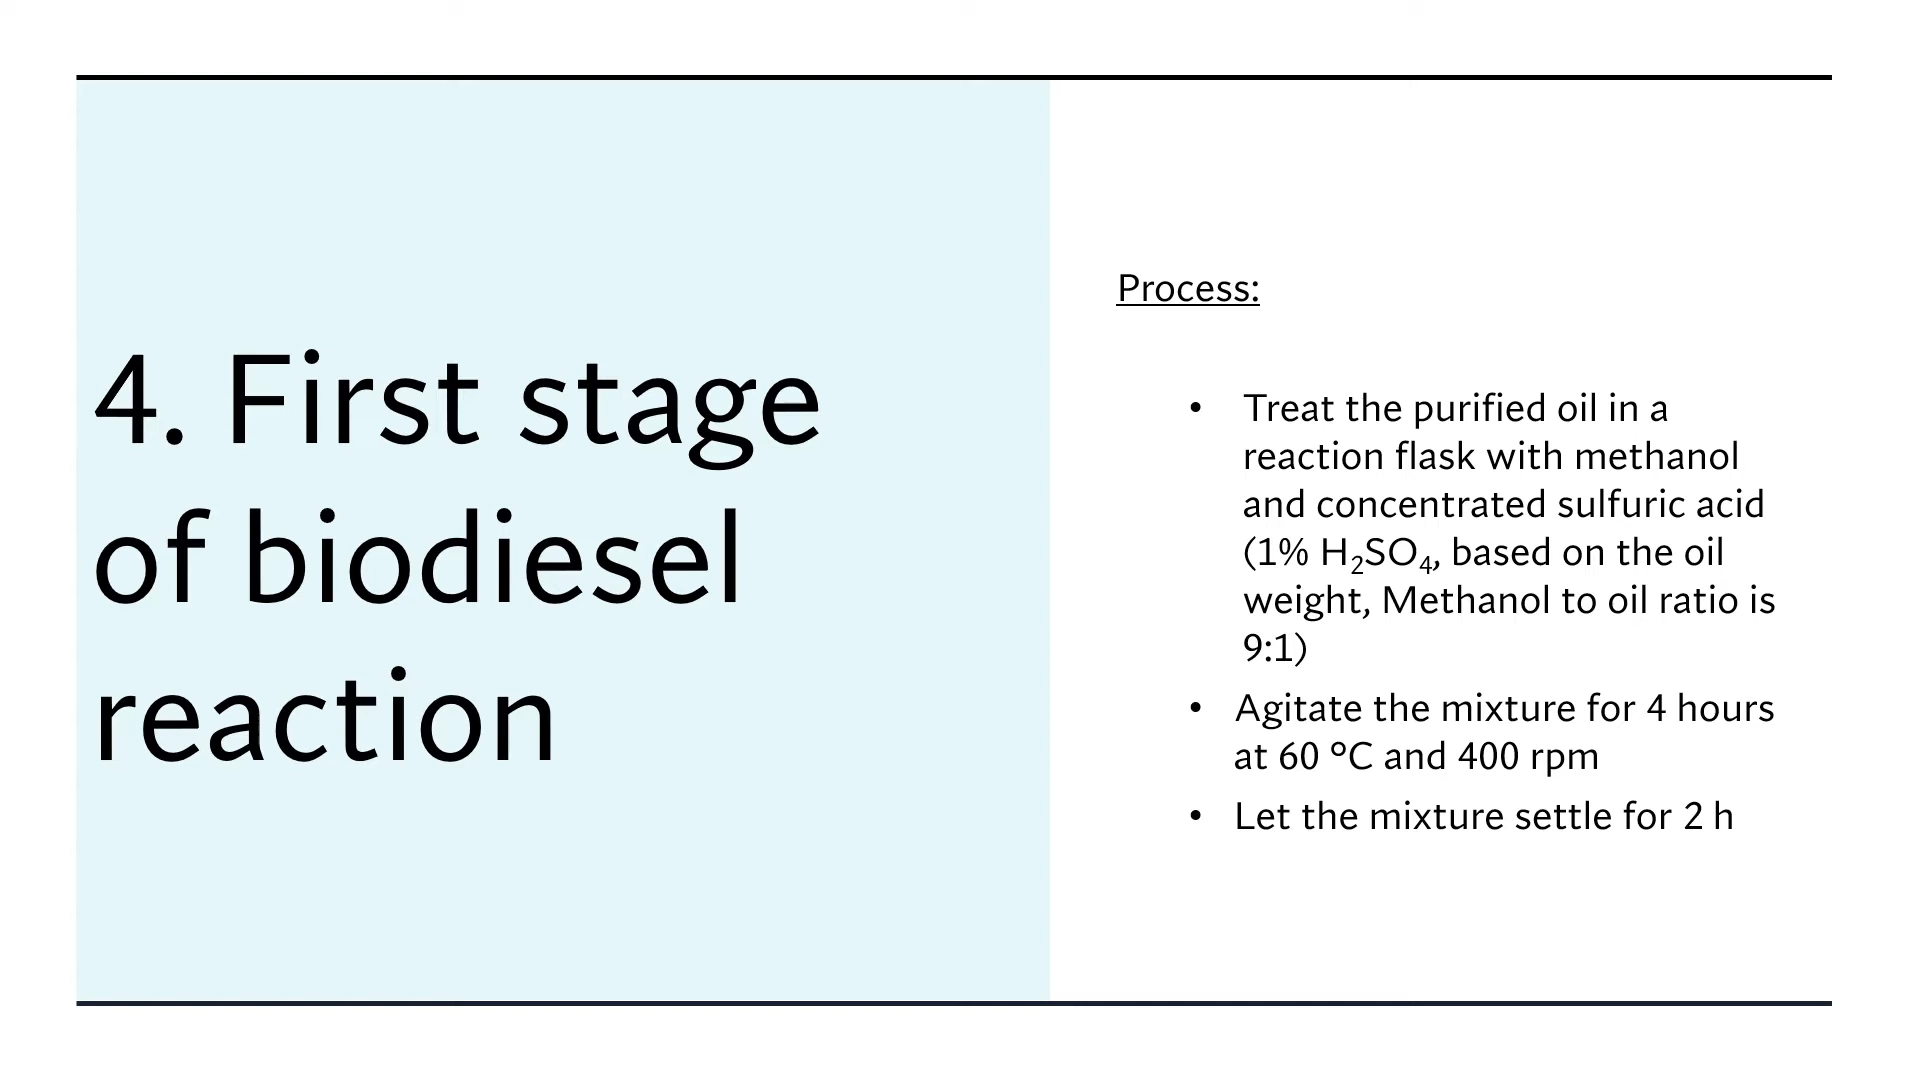 4. First stage
of biodiesel
reaction
Process:
• Treat the purified oil in a
reaction flask with methanol
and concentrated sulfuric acid
(1% H₂SO₄, based on the oil
weight, Methanol to oil ratio is
9:1)
• Agitate the mixture for 4 hours
at 60 °C and 400 rpm
• Let the mixture settle for 2 h